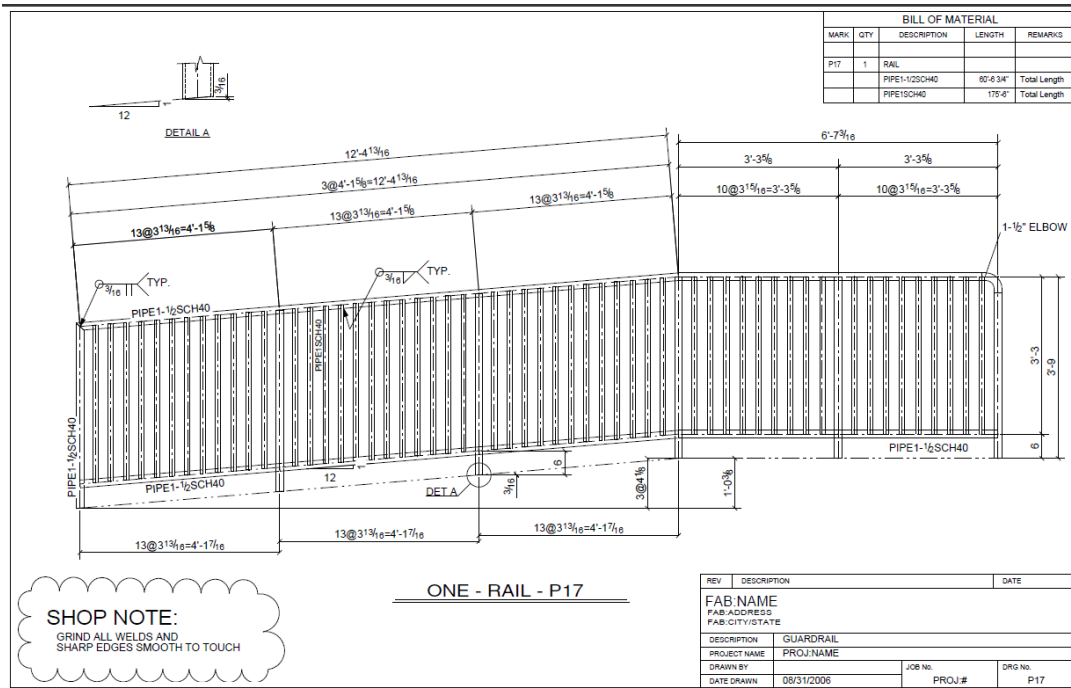 BILL OF MATERIAL
MARK QTY DESCRIPTION LENGTH REMARKS
P17 1 RAIL
PIPE1-1/2SCH40 60'-6 3/4" Total Length
PIPE1SCH40 175'-6" Total Length
3/16
1
12
DETAIL A
12'-4 13/16
3@4'-1 5/8=12'-4 13/16
13@3 13/16=4'-1 5/8
13@3 13/16=4'-1 5/8
13@3 13/16=4'-1 5/8
6'-7 3/16
3'-3 5/8
3'-3 5/8
10@3 15/16=3'-3 5/8
10@3 15/16=3'-3 5/8
1-1/2" ELBOW
3/16 TYP.
3/16 TYP.
PIPE1-1/2SCH40
PIPE1SCH40
PIPE1-1/2SCH40
PIPE1-1/2SCH40
PIPE1-1/2SCH40
3'-3
3'-9
6
12
1
DET A
3/16
6
3@4 1/8
1'-0 3/8
13@3 13/16=4'-1 7/16
13@3 13/16=4'-1 7/16
13@3 13/16=4'-1 7/16
ONE - RAIL - P17
SHOP NOTE:
GRIND ALL WELDS AND
SHARP EDGES SMOOTH TO TOUCH
REV DESCRIPTION DATE
FAB:NAME
FAB:ADDRESS
FAB:CITY/STATE
DESCRIPTION GUARDRAIL
PROJECT NAME PROJ:NAME
DRAWN BY JOB No. DRG No.
DATE DRAWN 08/31/2006 PROJ:# P17